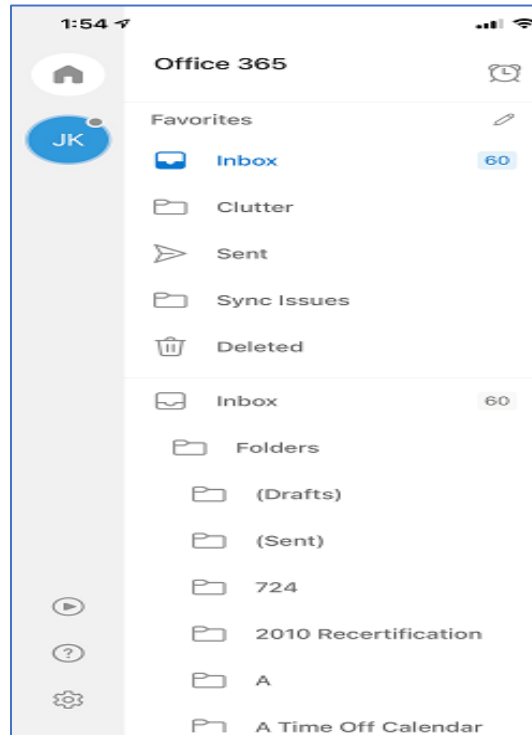 1:54
Office 365
JK
Favorites
Inbox 60
Clutter
Sent
Sync Issues
Deleted
Inbox 60
Folders
(Drafts)
(Sent)
724
2010 Recertification
A
A Time Off Calendar